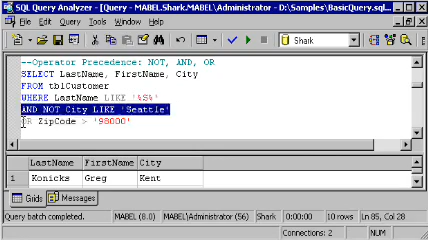 SQL Query Analyzer - MABEL.Shark.MABEL\Administrator - D:\Samples\BasicQuery.sql...
File Edit Query Tools Window Help
Shark
--Operator Precedence: NOT, AND, OR
SELECT LastName, FirstName, City
FROM tblCustomer
WHERE LastName LIKE '%S%'
AND NOT City LIKE 'Seattle'
OR ZipCode > '98000'
LastName FirstName City
1 Konicks Greg Kent
Grids Messages
Query batch completed. MABEL (8.0) MABEL\Administrator (56) Shark 0:00:00 10 rows Ln 85, Col 28
Connections: 2 NUM